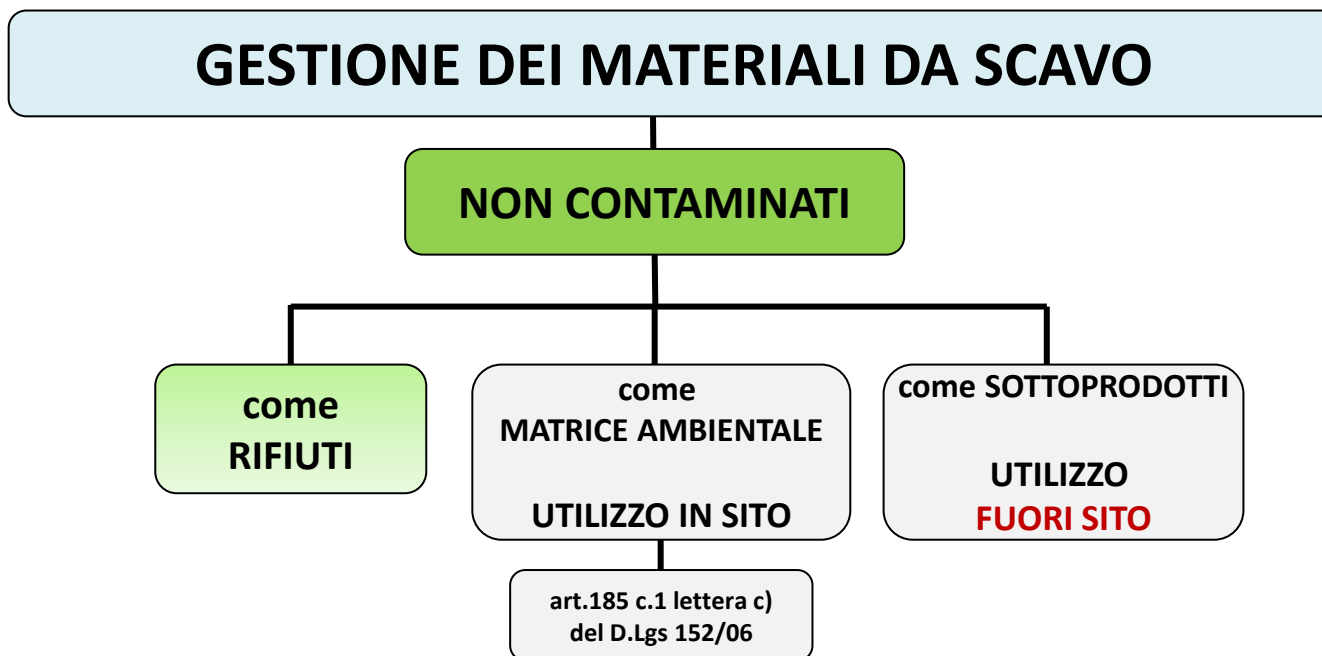 GESTIONE DEI MATERIALI DA SCAVO
NON CONTAMINATI
come
RIFIUTI
come
MATRICE AMBIENTALE
UTILIZZO IN SITO
come SOTTOPRODOTTI
UTILIZZO
FUORI SITO
art.185 c.1 lettera c)
del D.Lgs 152/06